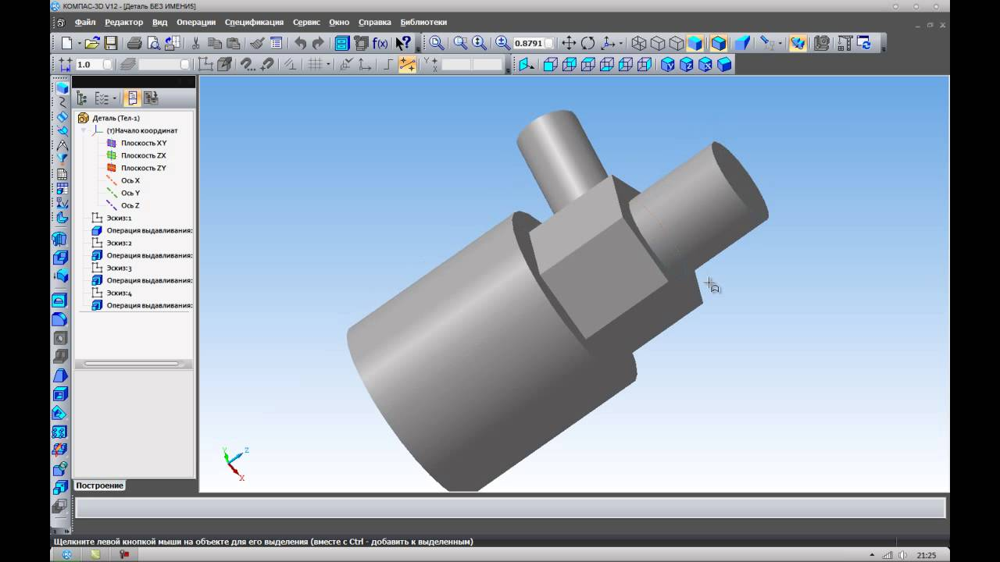 КОМПАС-3D V12 - [Деталь БЕЗ ИМЕНИ5]
Файл Редактор Вид Операции Спецификация Сервис Окно Справка Библиотеки
f(x) 0.8791
1.0
Деталь (Тел-1)
(т)Начало координат
Плоскость XY
Плоскость ZX
Плоскость ZY
Ось X
Ось Y
Ось Z
Эскиз:1
Операция выдавливания:
Эскиз:2
Операция выдавливания:
Эскиз:3
Операция выдавливания:
Эскиз:4
Операция выдавливания:
Y Z
X
Построение
Щелкните левой кнопкой мыши на объекте для его выделения (вместе с Ctrl - добавить к выделенным)
21:25